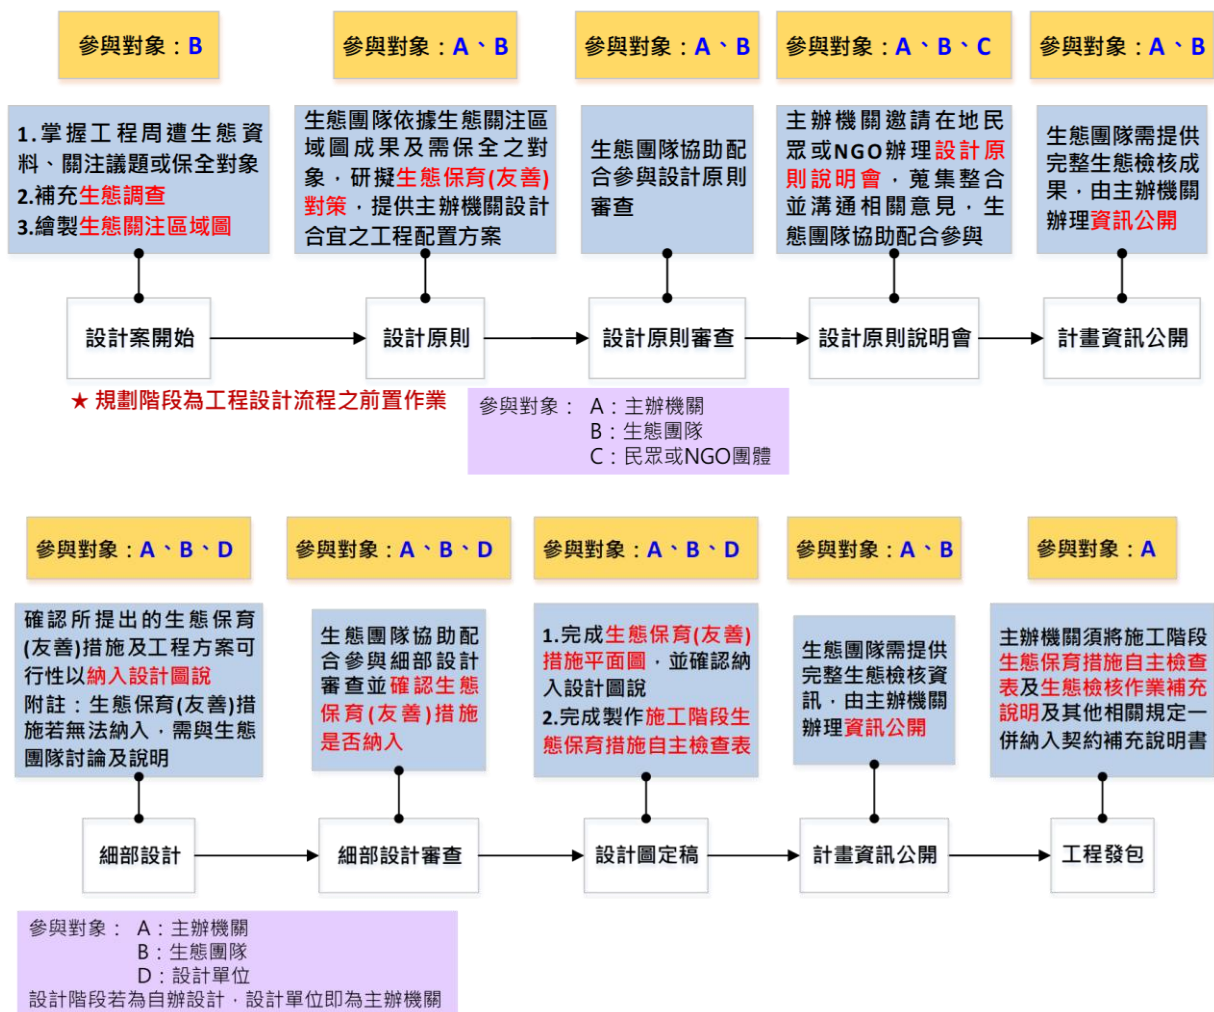 參與對象：B
參與對象：A、B
參與對象：A、B
參與對象：A、B、C
參與對象：A、B
1.掌握工程周遭生態資
料、關注議題或保全對象
2.補充生態調查
3.繪製生態關注區域圖
生態團隊依據生態關注區
域圖成果及需保全之對
象，研擬生態保育(友善)
對策，提供主辦機關設計
合宜之工程配置方案
生態團隊協助配
合參與設計原則
審查
主辦機關邀請在地民
眾或NGO辦理設計原
則說明會，蒐集整合
並溝通相關意見，生
態團隊協助配合參與
生態團隊需提供
完整生態檢核成
果，由主辦機關
辦理資訊公開
設計案開始
設計原則
設計原則審查
設計原則說明會
計畫資訊公開
★ 規劃階段為工程設計流程之前置作業
參與對象： A：主辦機關
B：生態團隊
C：民眾或NGO團體
參與對象：A、B、D
參與對象：A、B、D
參與對象：A、B、D
參與對象：A、B
參與對象：A
確認所提出的生態保育
(友善)措施及工程方案可
行性以納入設計圖說
附註：生態保育(友善)措
施若無法納入，需與生態
團隊討論及說明
生態團隊協助配
合參與細部設計
審查並確認生態
保育(友善)措施
是否納入
1.完成生態保育(友善)
措施平面圖，並確認納
入設計圖說
2.完成製作施工階段生
態保育措施自主檢查表
生態團隊需提供
完整生態檢核資
訊，由主辦機關
辦理資訊公開
主辦機關須將施工階段
生態保育措施自主檢查
表及生態檢核作業補充
說明及其他相關規定一
併納入契約補充說明書
細部設計
細部設計審查
設計圖定稿
計畫資訊公開
工程發包
參與對象： A：主辦機關
B：生態團隊
D：設計單位
設計階段若為自辦設計，設計單位即為主辦機關